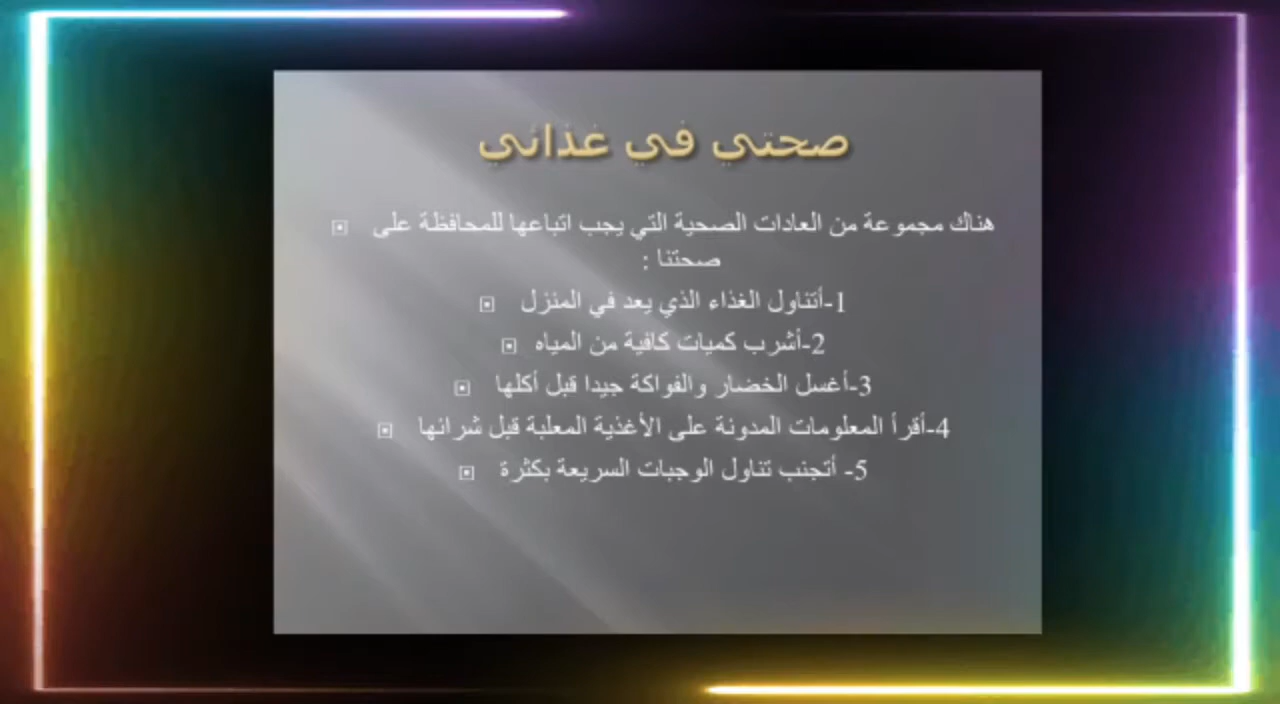 صحتي في غذائي
هناك مجموعة من العادات الصحية التي يجب اتباعها للمحافظة على
صحتنا :
1-أتناول الغذاء الذي يعد في المنزل
2-أشرب كميات كافية من المياه
3-أغسل الخضار والفواكة جيدا قبل أكلها
4-أقرأ المعلومات المدونة على الأغذية المعلبة قبل شرائها
5- أتجنب تناول الوجبات السريعة بكثرة